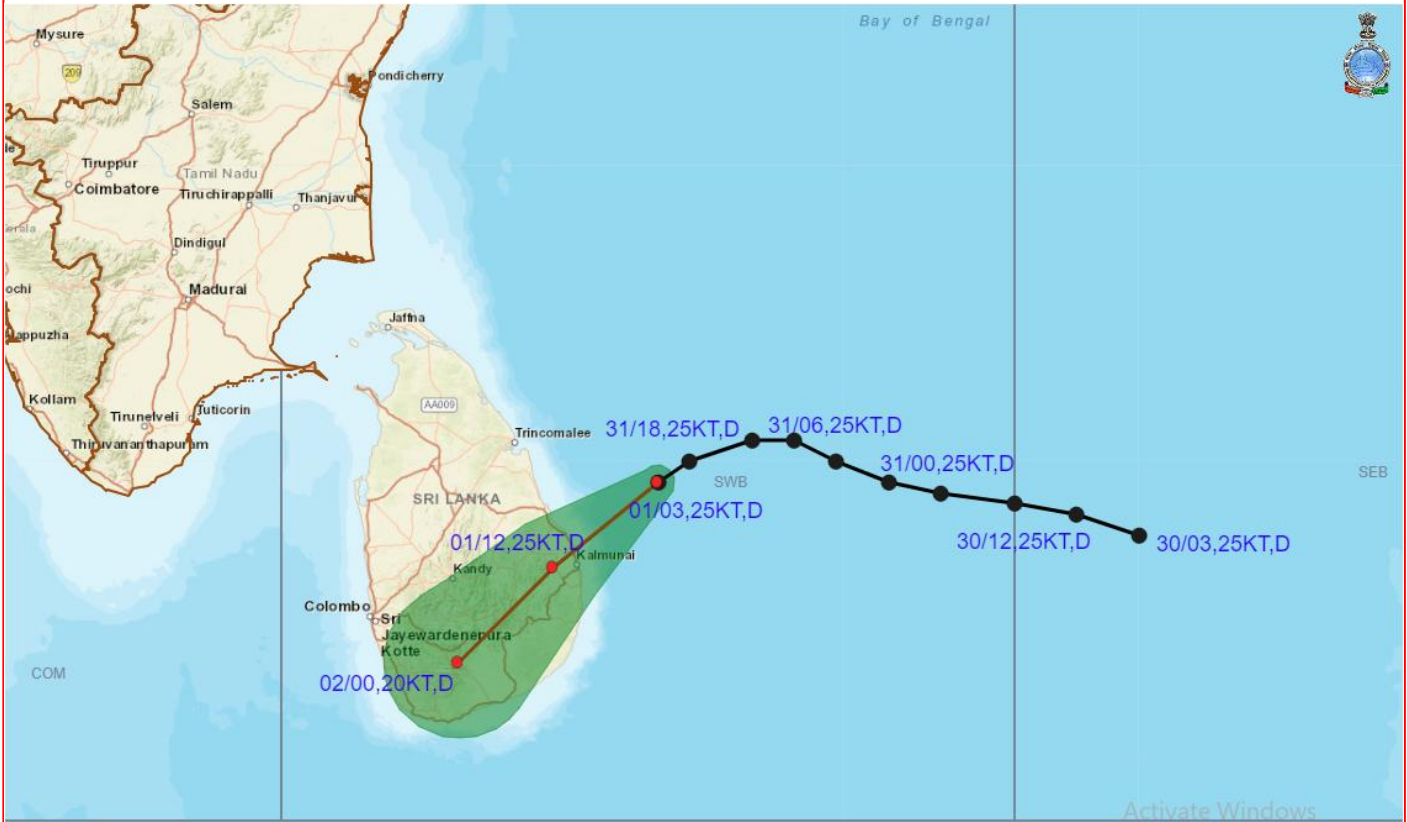 Bay of Bengal
Mysure
209
Pondicherry
Salem
Tiruppur
Coimbatore
Tamil Nadu
Tiruchirappalli
Thanjavur
Dindigul
ochi
Madurai
Jaffna
appuzha
Kollam
AA009
Tirunelveli
Tuticorin
Thiruvananthapuram
Trincomalee
31/18,25KT,D
31/06,25KT,D
31/00,25KT,D
SEB
SWB
SRI LANKA
01/03,25KT,D
30/12,25KT,D
30/03,25KT,D
01/12,25KT,D
Kalmunai
Kandy
Colombo
Sri
Jayewardenepura
Kotte
COM
02/00,20KT,D
Activate Windows